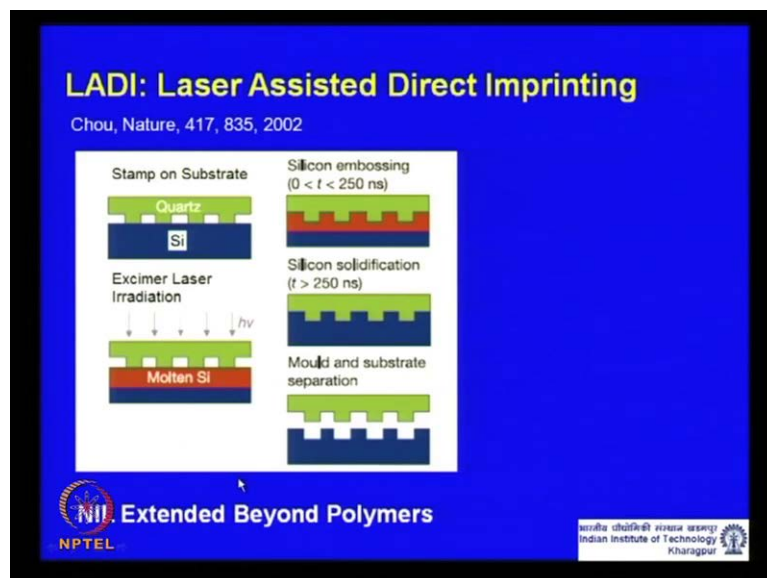 LADI: Laser Assisted Direct Imprinting
Chou, Nature, 417, 835, 2002
Stamp on Substrate
Quartz
Si
Excimer Laser
Irradiation
hν
Molten Si
Silicon embossing
(0 < t < 250 ns)
Silicon solidification
(t > 250 ns)
Mould and substrate
separation
NIL Extended Beyond Polymers
NPTEL
भारतीय प्रौद्योगिकी संस्थान खड़गपुर
Indian Institute of Technology
Kharagpur